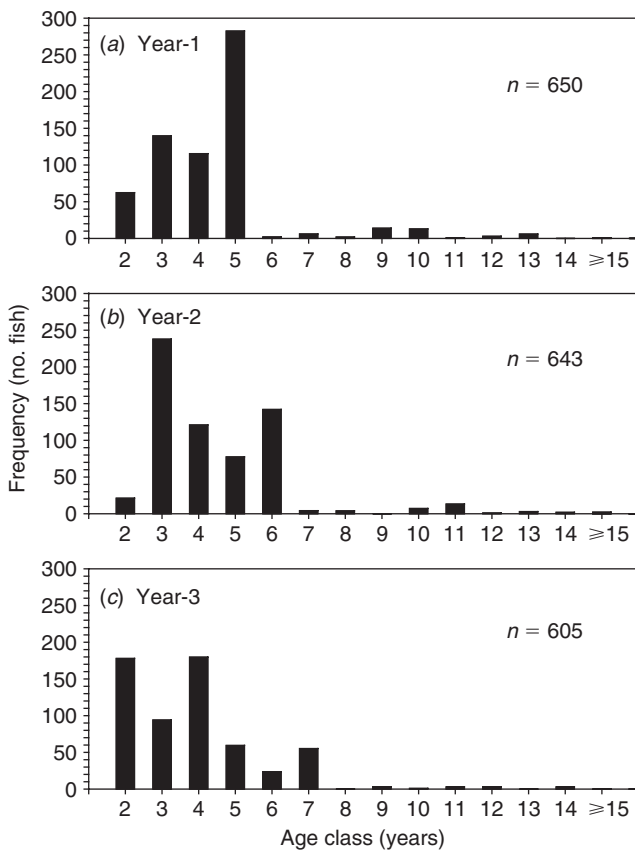 300
(a) Year-1
250
n = 650
200
150
100
50
0
2 3 4 5 6 7 8 9 10 11 12 13 14 ⩾15
300
(b) Year-2
250
n = 643
200
150
100
50
0
2 3 4 5 6 7 8 9 10 11 12 13 14 ⩾15
Frequency (no. fish)
300
(c) Year-3
250
n = 605
200
150
100
50
0
2 3 4 5 6 7 8 9 10 11 12 13 14 ⩾15
Age class (years)